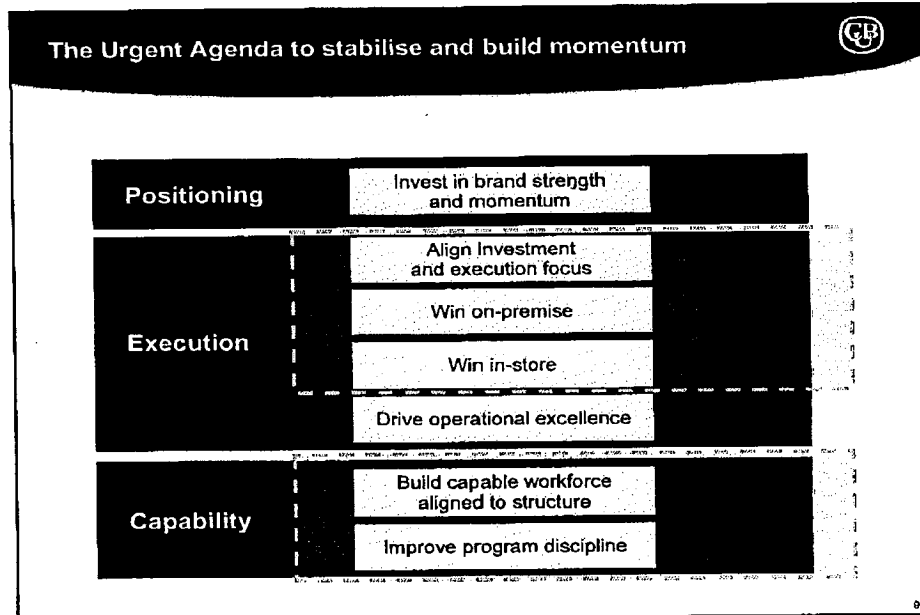 The Urgent Agenda to stabilise and build momentum
CUB
Positioning
Invest in brand strength
and momentum
Execution
Align Investment
and execution focus
Win on-premise
Win in-store
Drive operational excellence
Capability
Build capable workforce
aligned to structure
Improve program discipline
9